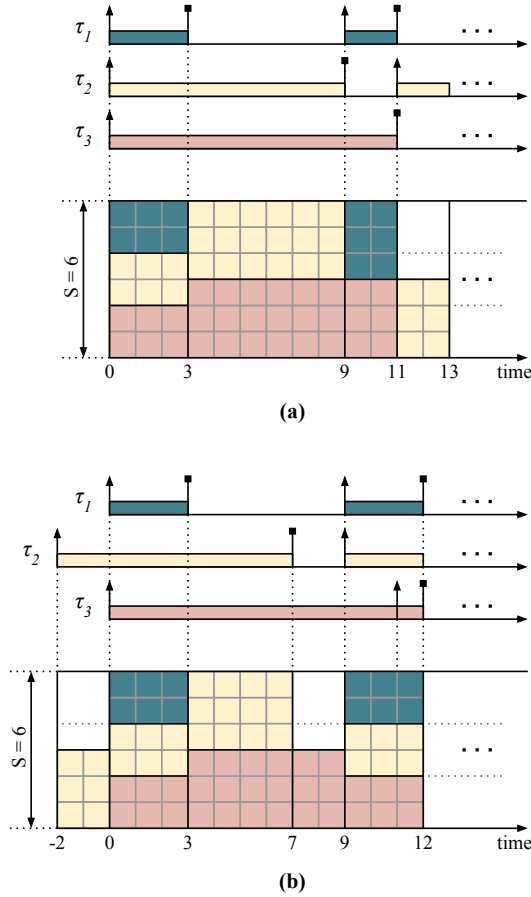 τ1
. . .
τ2
. . .
τ3
. . .
S = 6
. . .
0 3 9 11 13 time
(a)
τ1
. . .
τ2
. . .
τ3
. . .
S = 6
. . .
-2 0 3 7 9 12 time
(b)